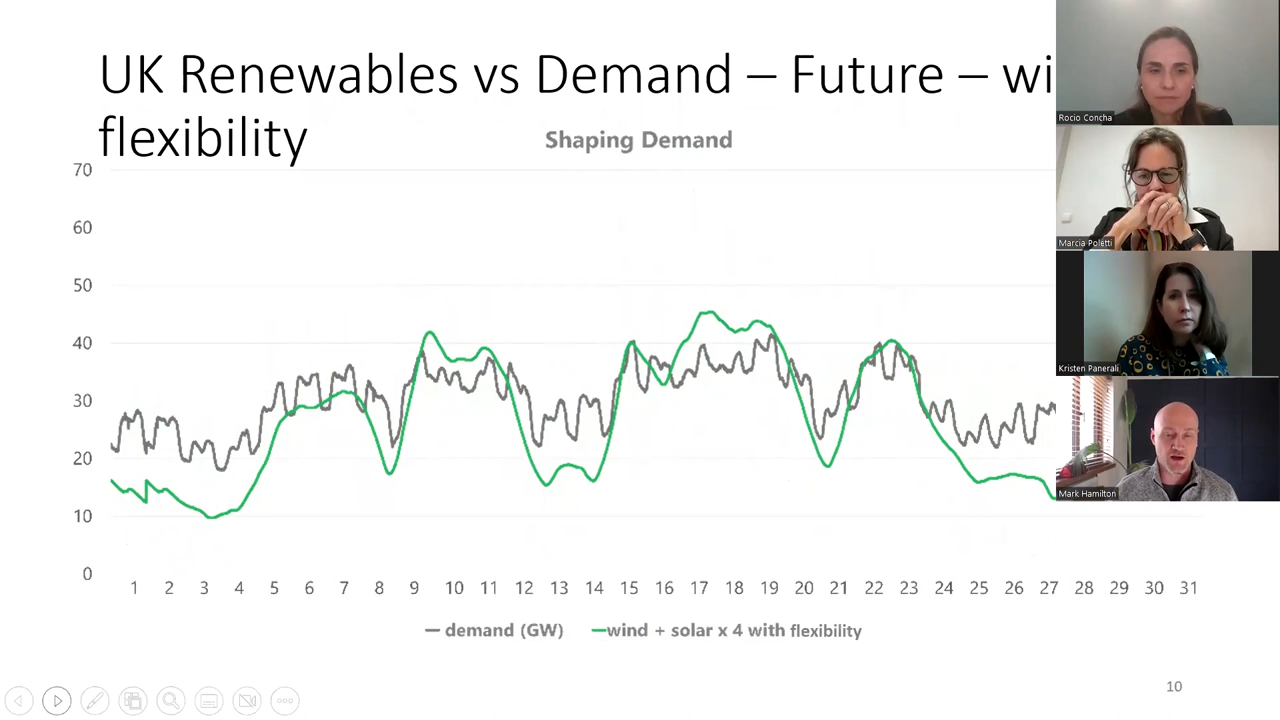 UK Renewables vs Demand – Future – wi
flexibility
Shaping Demand
70
60
50
40
30
20
10
0
1 2 3 4 5 6 7 8 9 10 11 12 13 14 15 16 17 18 19 20 21 22 23 24 25 26 27 28 29 30 31
demand (GW) wind + solar x 4 with flexibility
10
Rocio Concha
Marcia Poletti
Kristen Panerali
Mark Hamilton